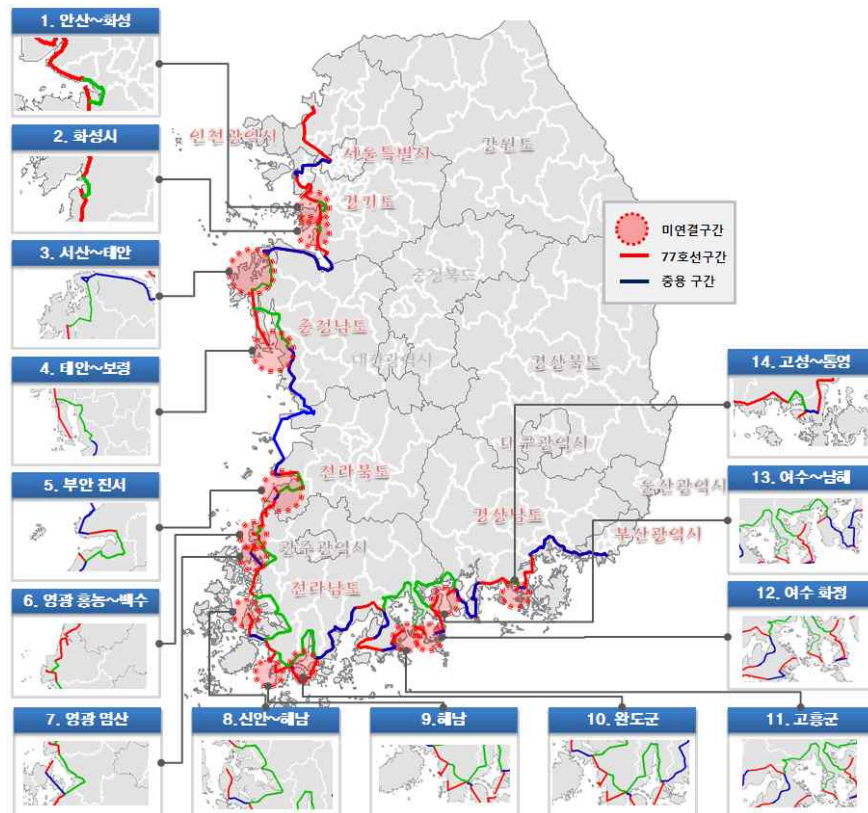 1. 안산~화성
2. 화성시
3. 서산~태안
4. 태안~보령
5. 부안 진서
6. 영광 홍농~백수
7. 영광 염산
8. 신안~해남
9. 해남
10. 완도군
11. 고흥군
12. 여수 화정
13. 여수~남해
14. 고성~통영
인천광역시
서울특별시
강원도
경기도
충청북도
충청남도
대전광역시
경상북도
대구광역시
전라북도
울산광역시
경상남도
부산광역시
광주광역시
전라남도
미연결구간
77호선구간
중용 구간